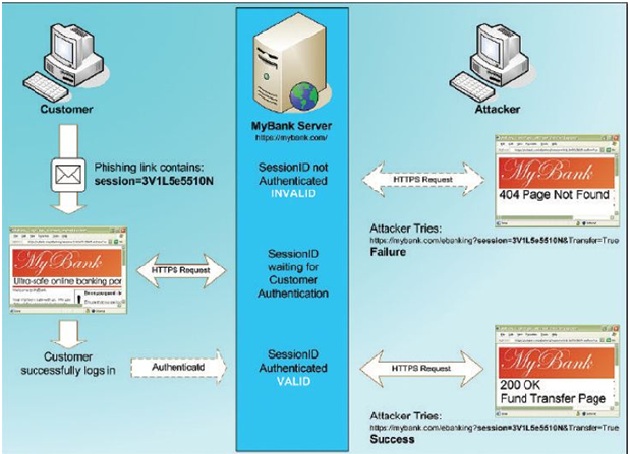 Customer
MyBank Server
https://mybank.com/
Attacker
Phishing link contains:
session=3V1L5e5510N
SessionID not
Authenticated
INVALID
HTTPS Request
MyBank
404 Page Not Found
Attacker Tries:
https://mybank.com/ebanking?session=3V1L5e5510N&Transfer=True
Failure
MyBank
Ultra-safe online banking por
HTTPS Request
SessionID
waiting for
Customer
Authentication
Customer
successfully logs in
Authenticatid
SessionID
Authenticated
VALID
HTTPS Request
MyBank
200 OK
Fund Transfer Page
Attacker Tries:
https://mybank.com/ebanking?session=3V1L5e5510N&Transfer=True
Success